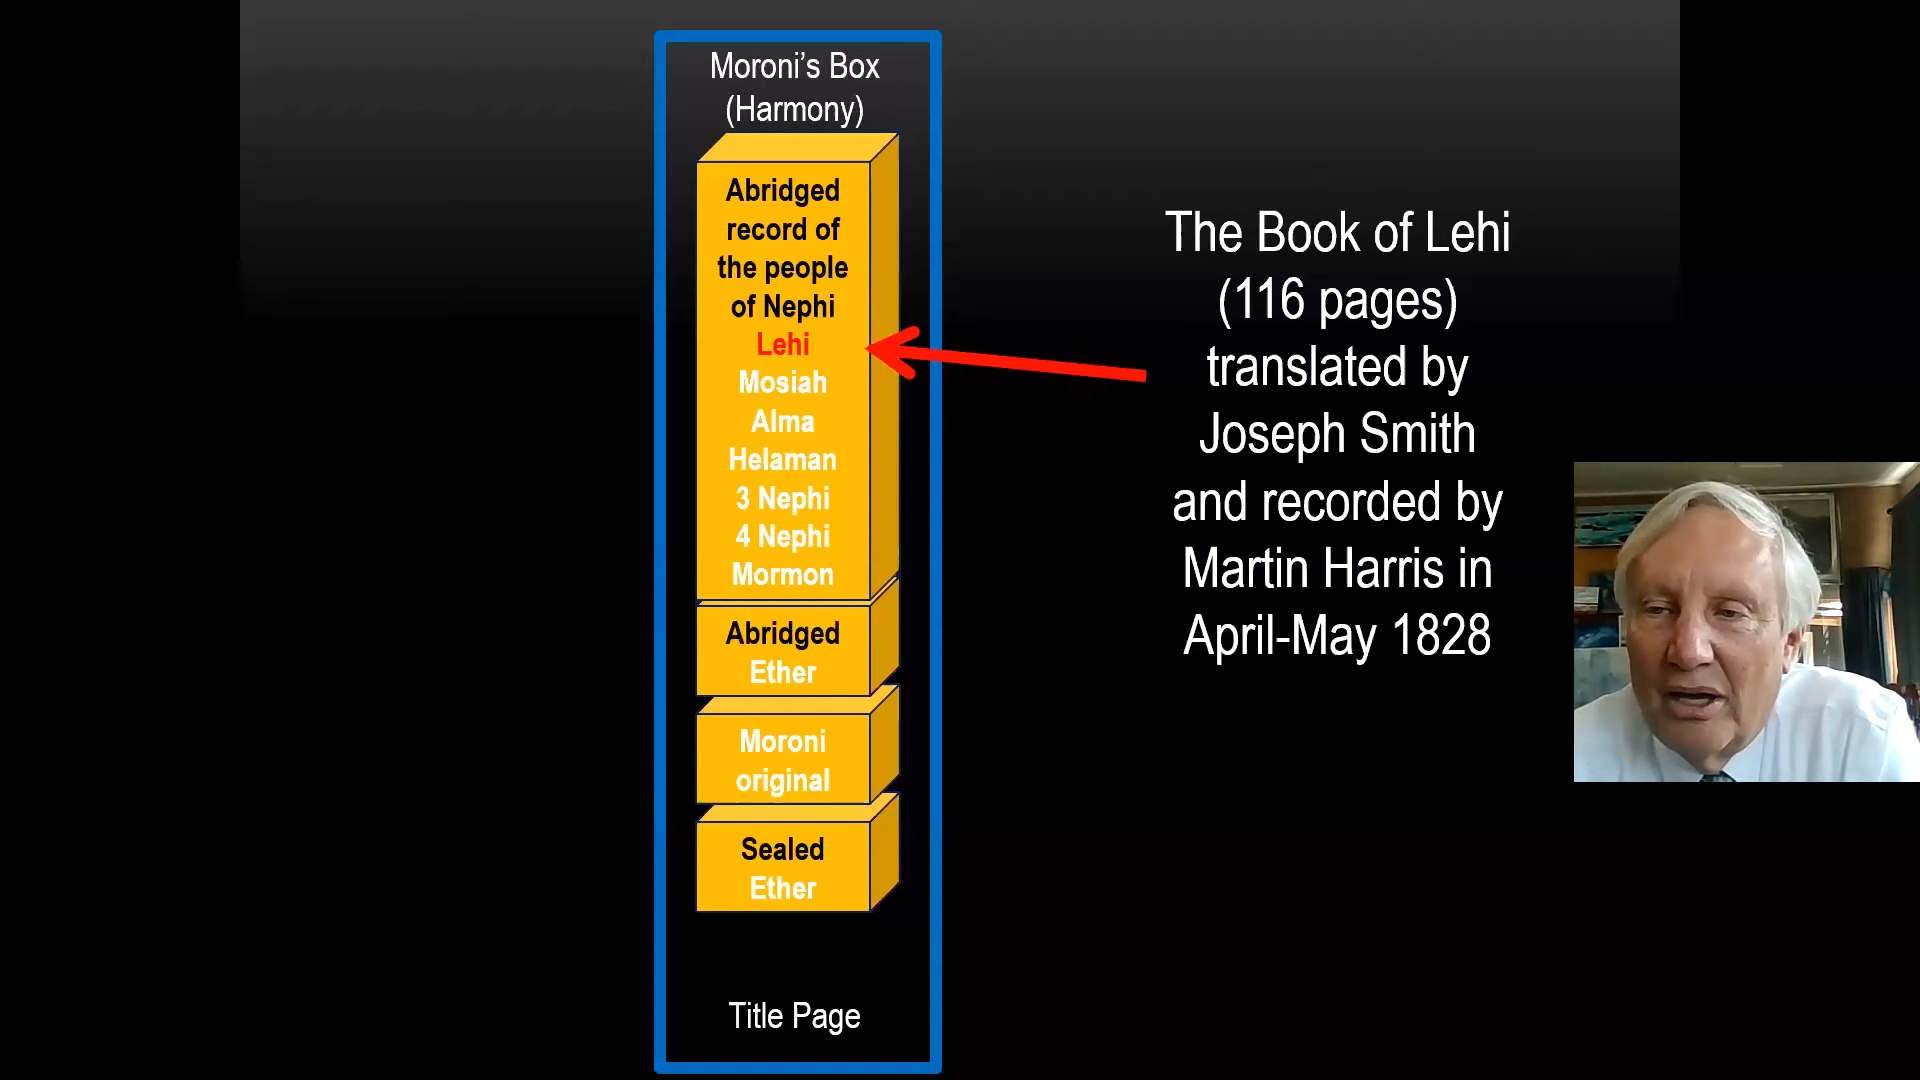 Moroni’s Box
(Harmony)
Abridged
record of
the people
of Nephi
Lehi
Mosiah
Alma
Helaman
3 Nephi
4 Nephi
Mormon
Abridged
Ether
Moroni
original
Sealed
Ether
Title Page
The Book of Lehi
(116 pages)
translated by
Joseph Smith
and recorded by
Martin Harris in
April-May 1828